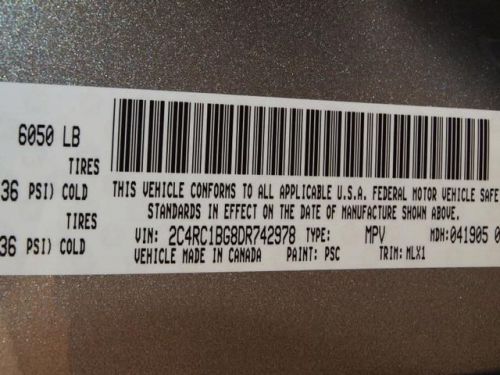 6050 LB
TIRES
36 PSI) COLD
THIS VEHICLE CONFORMS TO ALL APPLICABLE U.S.A. FEDERAL MOTOR VEHICLE SAFE
STANDARDS IN EFFECT ON THE DATE OF MANUFACTURE SHOWN ABOVE.
TIRES
36 PSI) COLD
VIN: 2C4RC1BG8DR742978 TYPE: MPV MDH:041905 0
VEHICLE MADE IN CANADA PAINT: PSC TRIM: MLX1